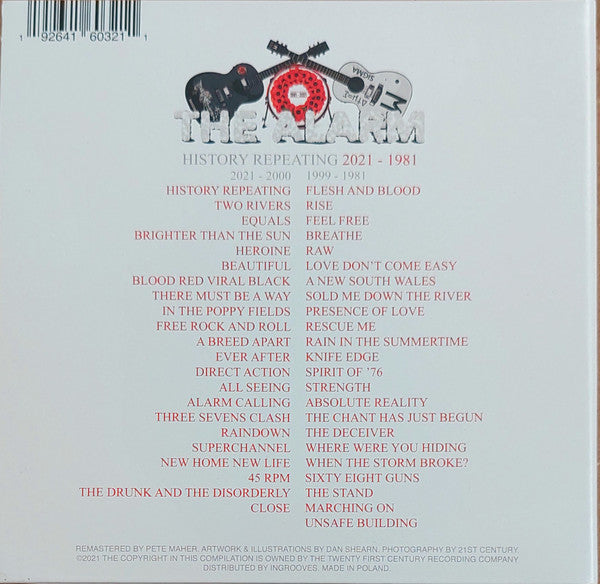 1 92641 60321 1
THE ALARM
HISTORY REPEATING 2021 - 1981
2021 - 2000
HISTORY REPEATING
TWO RIVERS
EQUALS
BRIGHTER THAN THE SUN
HEROINE
BEAUTIFUL
BLOOD RED VIRAL BLACK
THERE MUST BE A WAY
IN THE POPPY FIELDS
FREE ROCK AND ROLL
A BREED APART
EVER AFTER
DIRECT ACTION
ALL SEEING
ALARM CALLING
THREE SEVENS CLASH
RAINDOWN
SUPERCHANNEL
NEW HOME NEW LIFE
45 RPM
THE DRUNK AND THE DISORDERLY
CLOSE
1999 - 1981
FLESH AND BLOOD
RISE
FEEL FREE
BREATHE
RAW
LOVE DON'T COME EASY
A NEW SOUTH WALES
SOLD ME DOWN THE RIVER
PRESENCE OF LOVE
RESCUE ME
RAIN IN THE SUMMERTIME
KNIFE EDGE
SPIRIT OF '76
STRENGTH
ABSOLUTE REALITY
THE CHANT HAS JUST BEGUN
THE DECEIVER
WHERE WERE YOU HIDING
WHEN THE STORM BROKE?
SIXTY EIGHT GUNS
THE STAND
MARCHING ON
UNSAFE BUILDING
REMASTERED BY PETE MAHER. ARTWORK & ILLUSTRATIONS BY DAN SHEARN. PHOTOGRAPHY BY 21ST CENTURY.
©2021 THE COPYRIGHT IN THIS COMPILATION IS OWNED BY THE TWENTY FIRST CENTURY RECORDING COMPANY
DISTRIBUTED BY INGROOVES. MADE IN POLAND.